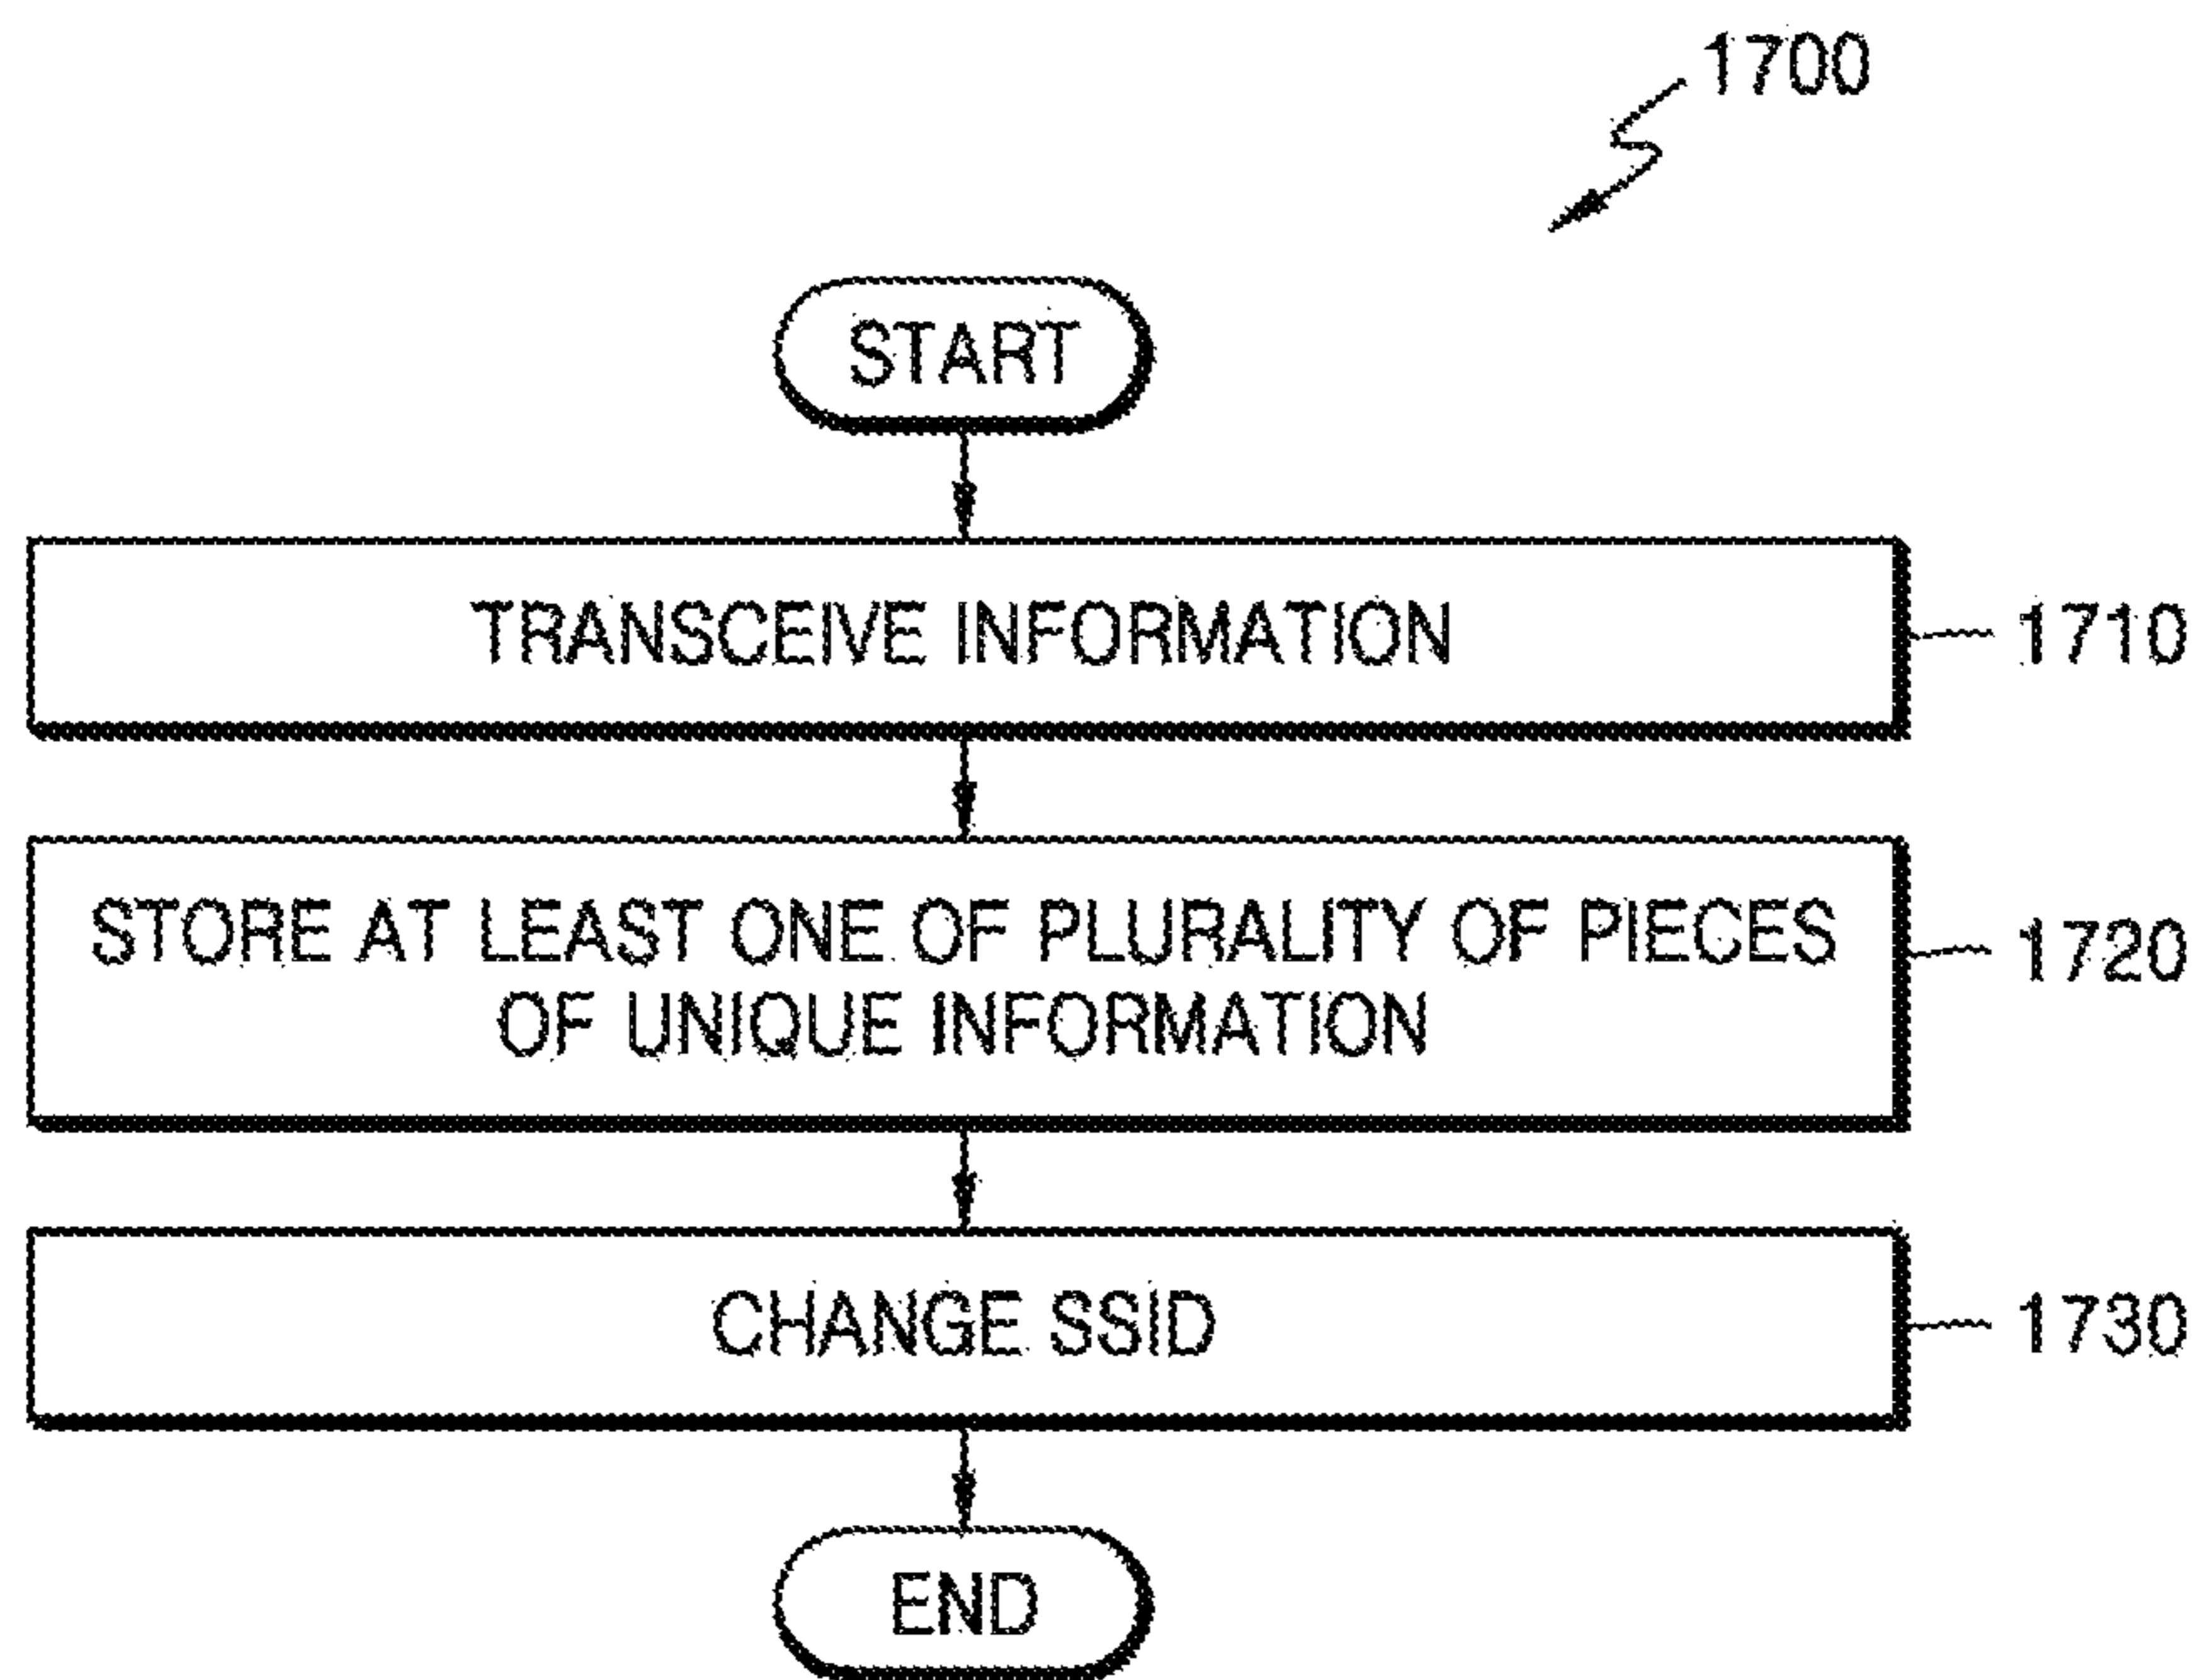 1700
START
TRANSCEIVE INFORMATION
1710
STORE AT LEAST ONE OF PLURALITY OF PIECES
OF UNIQUE INFORMATION
1720
CHANGE SSID
1730
END